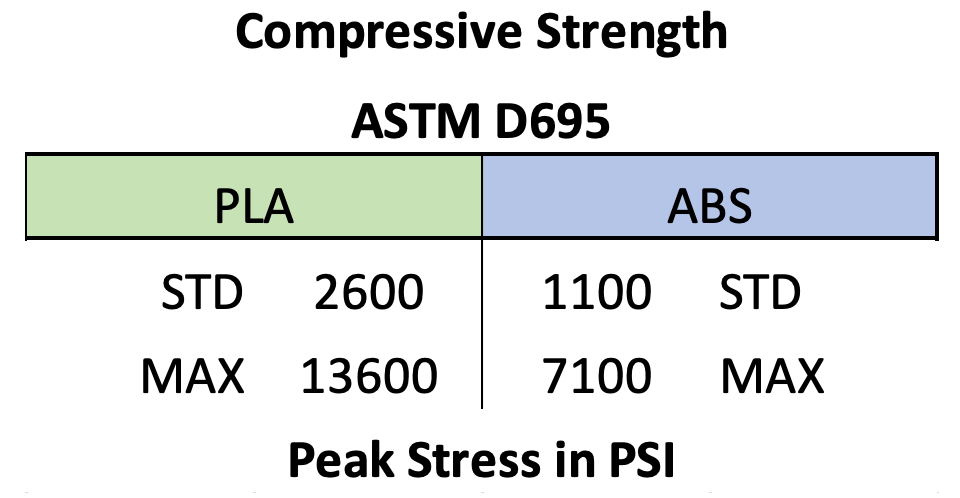 Compressive Strength
ASTM D695
PLA ABS
STD 2600 1100 STD
MAX 13600 7100 MAX
Peak Stress in PSI